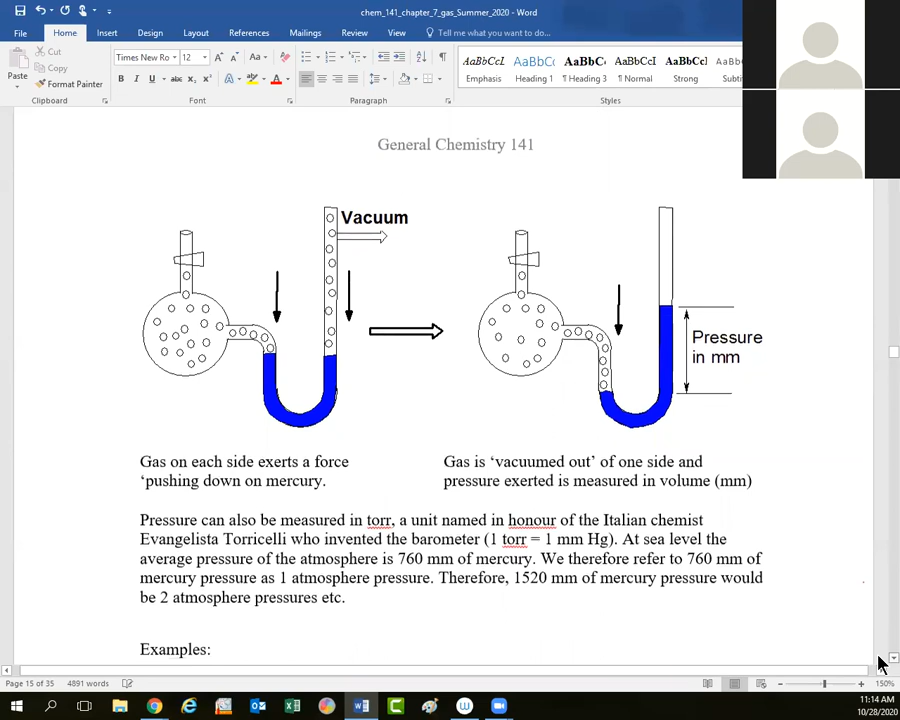 chem_141_chapter_7_gas_Summer_2020 - Word
File
Home
Insert
Design
Layout
References
Mailings
Review
View
Tell me what you want to do...
Paste
Cut
Copy
Format Painter
Clipboard
Times New Ro
12
Font
Paragraph
AaBbCcL
Emphasis
AaBbCc
Heading 1
AaBbCc
¶ Heading 3
AaBbCcI
¶ Normal
AaBbCc
Strong
AaBbCc
Subti
Styles
General Chemistry 141
Vacuum
Pressure
in mm
Gas on each side exerts a force
‘pushing down on mercury.
Gas is ‘vacuumed out’ of one side and
pressure exerted is measured in volume (mm)
Pressure can also be measured in torr, a unit named in honour of the Italian chemist
Evangelista Torricelli who invented the barometer (1 torr = 1 mm Hg). At sea level the
average pressure of the atmosphere is 760 mm of mercury. We therefore refer to 760 mm of
mercury pressure as 1 atmosphere pressure. Therefore, 1520 mm of mercury pressure would
be 2 atmosphere pressures etc.
Examples:
Page 15 of 35
4891 words
150%
11:14 AM
10/28/2020